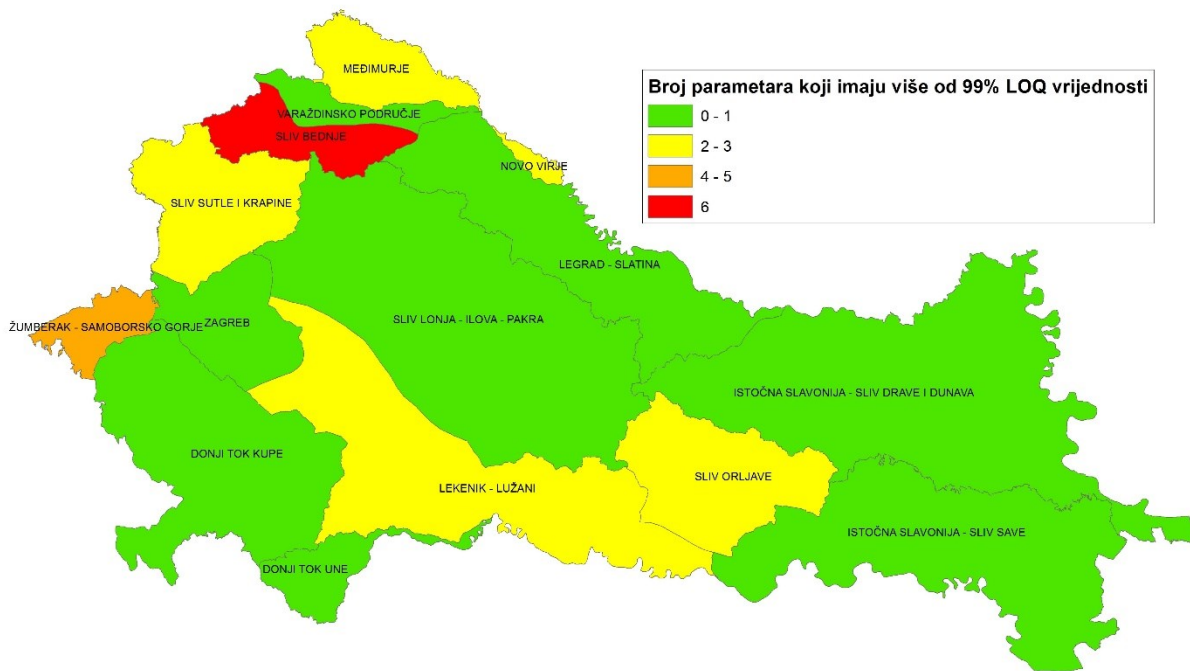 MEĐIMURJE
Broj parametara koji imaju više od 99% LOQ vrijednosti
0 - 1
2 - 3
4 - 5
6
VARAŽDINSKO PODRUČJE
SLIV BEDNJE
NOVO VIRJE
SLIV SUTLE I KRAPINE
LEGRAD - SLATINA
ŽUMBERAK - SAMOBORSKO GORJE
ZAGREB
SLIV LONJA - ILOVA - PAKRA
ISTOČNA SLAVONIJA - SLIV DRAVE I DUNAVA
DONJI TOK KUPE
SLIV ORLJAVE
LEKENIK - LUŽANI
ISTOČNA SLAVONIJA - SLIV SAVE
DONJI TOK UNE